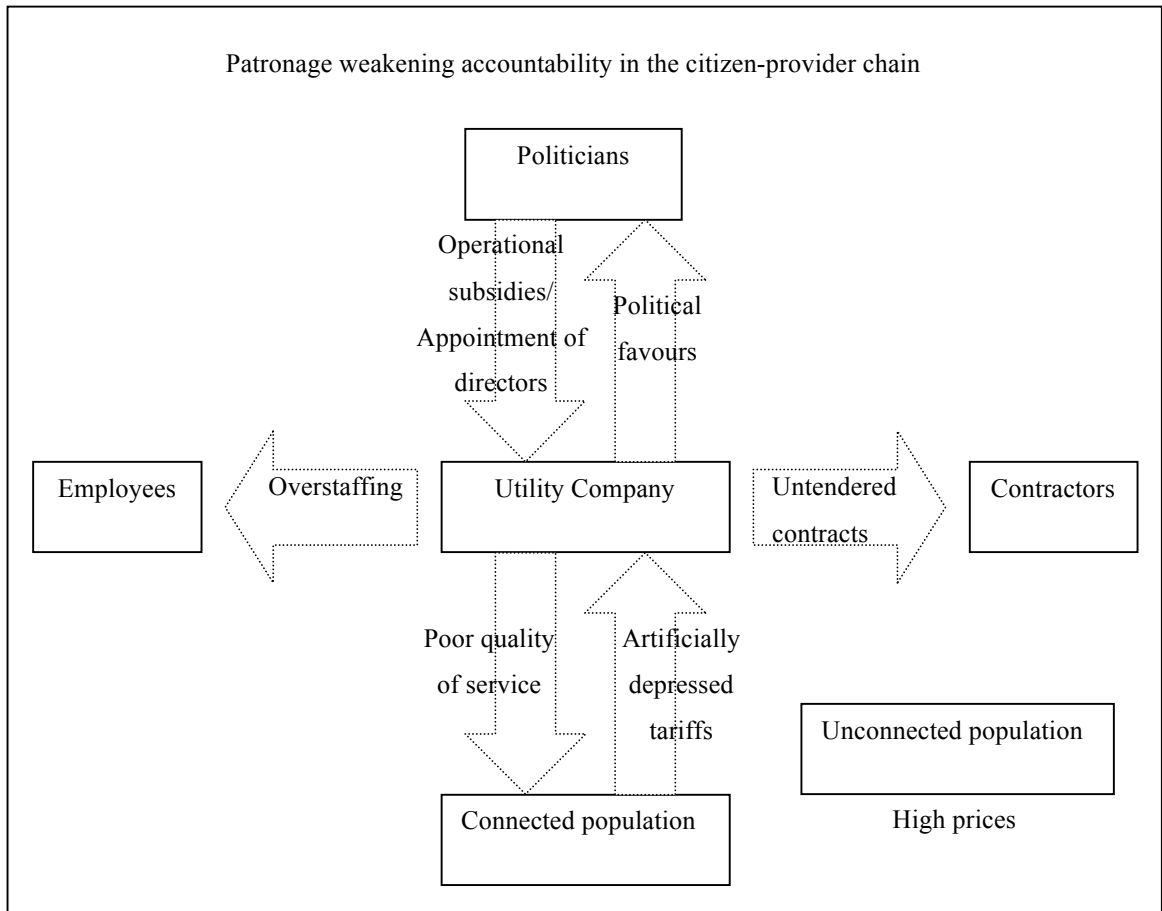 Patronage weakening accountability in the citizen-provider chain
Politicians
Operational
subsidies/
Appointment of
directors
Political
favours
Employees
Overstaffing
Utility Company
Untendered
contracts
Contractors
Poor quality
of service
Artificially
depressed
tariffs
Unconnected population
High prices
Connected population